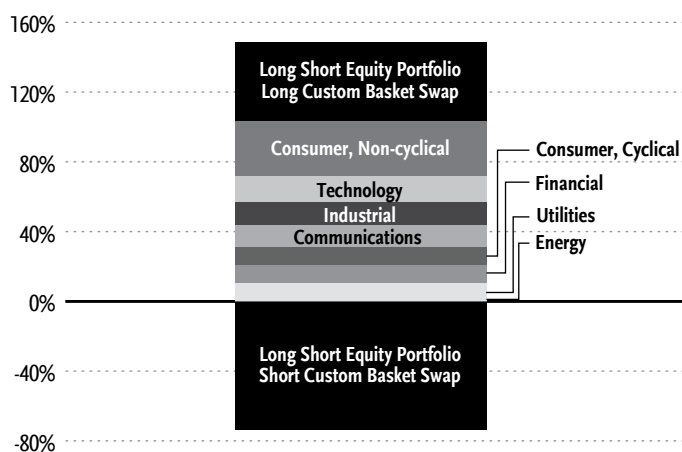 160%
Long Short Equity Portfolio
Long Custom Basket Swap
120%
Consumer, Non-cyclical
Consumer, Cyclical
80%
Technology
Financial
Industrial
Utilities
40%
Communications
Energy
0%
Long Short Equity Portfolio
Short Custom Basket Swap
-40%
-80%